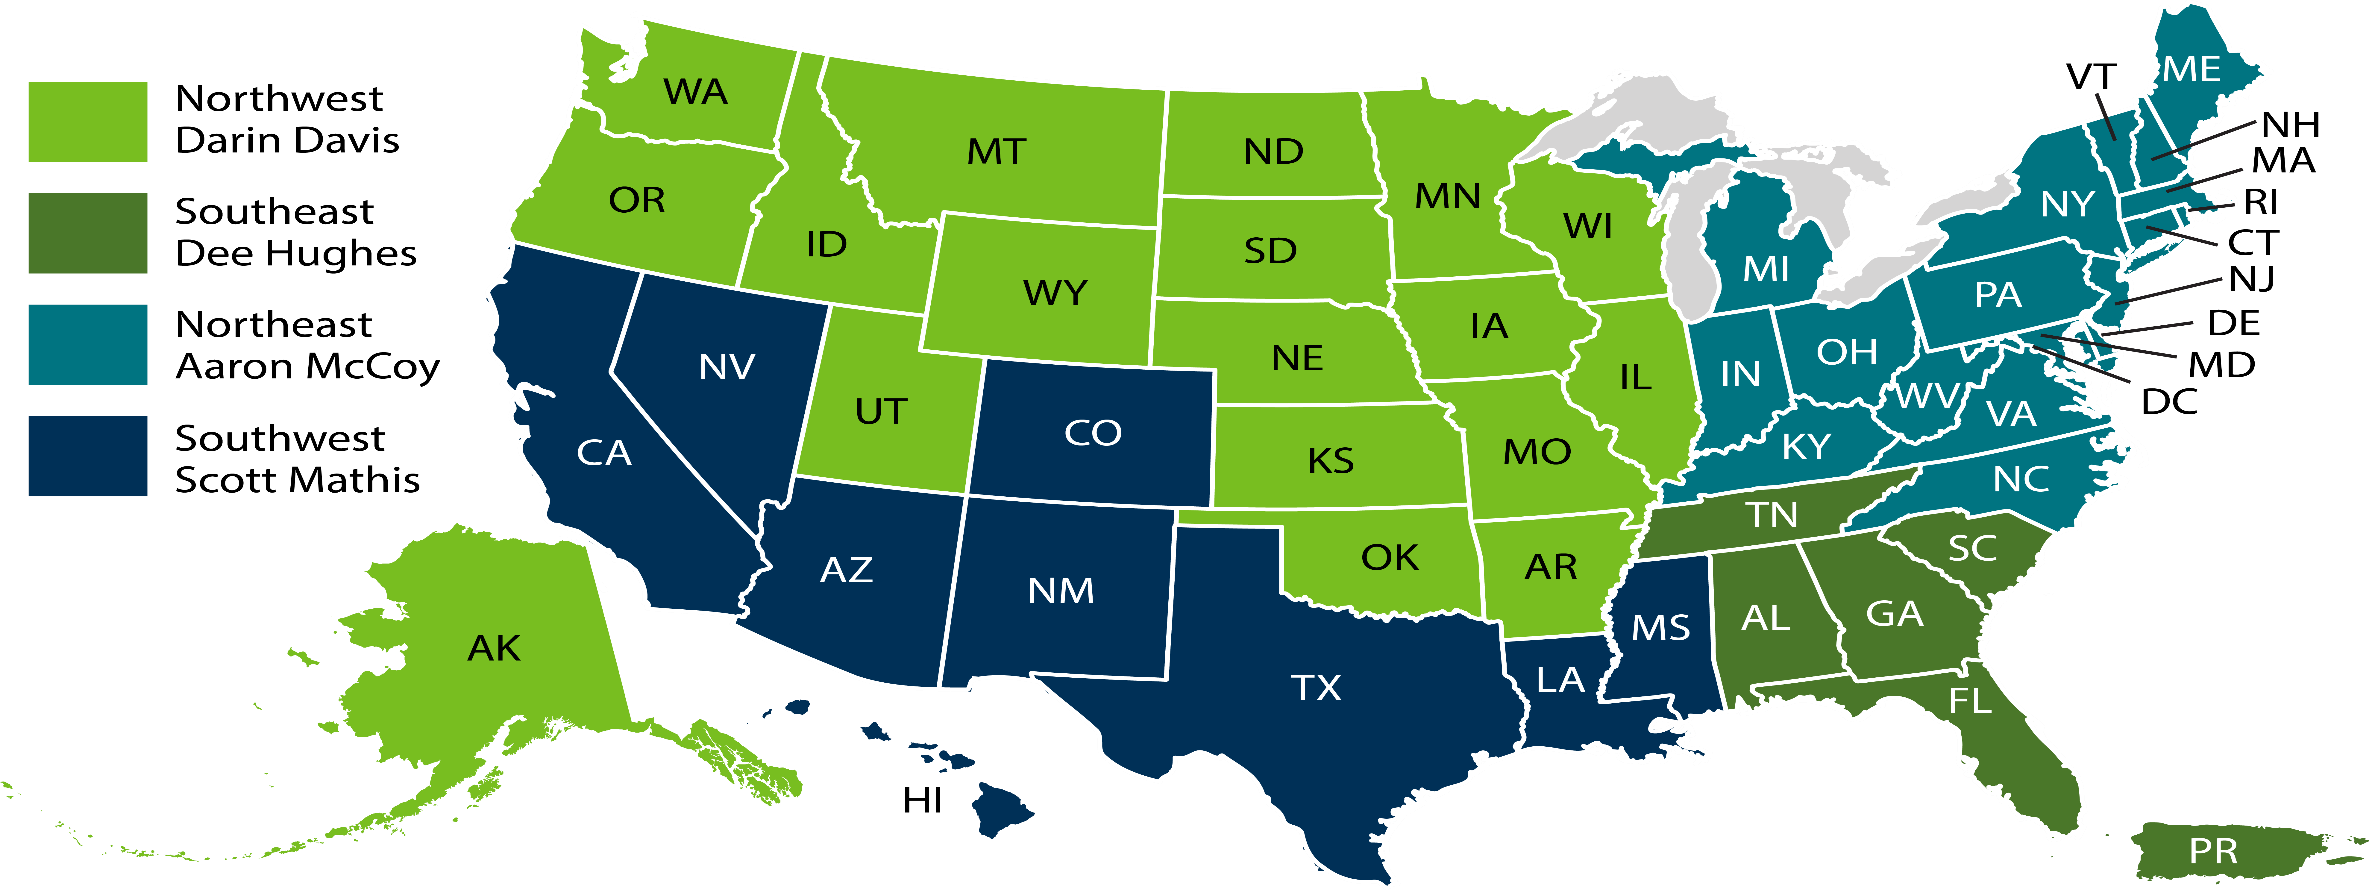 Northwest
Darin Davis
Southeast
Dee Hughes
Northeast
Aaron McCoy
Southwest
Scott Mathis
WA
OR
ID
MT
WY
ND
SD
NE
KS
OK
MN
IA
MO
AR
WI
IL
UT
AK
CA
NV
CO
AZ
NM
TX
LA
MS
HI
TN
AL
GA
SC
FL
PR
MI
IN
OH
KY
WV
VA
NC
PA
NY
VT
ME
NH
MA
RI
CT
NJ
DE
MD
DC